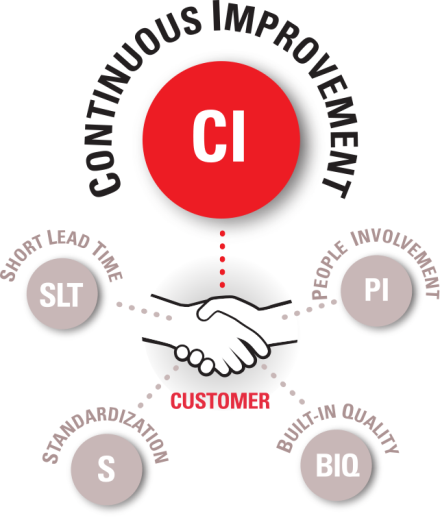 CONTINUOUS IMPROVEMENT
CI
SHORT LEAD TIME
SLT
PEOPLE INVOLVEMENT
PI
CUSTOMER
STANDARDIZATION
S
BUILT-IN QUALITY
BIQ